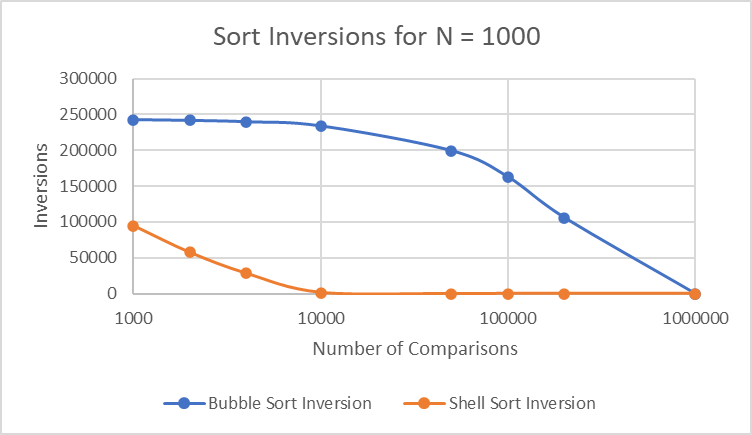 Sort Inversions for N = 1000
300000
250000
200000
150000
100000
50000
0
Inversions
1000 10000 100000 1000000
Number of Comparisons
Bubble Sort Inversion Shell Sort Inversion